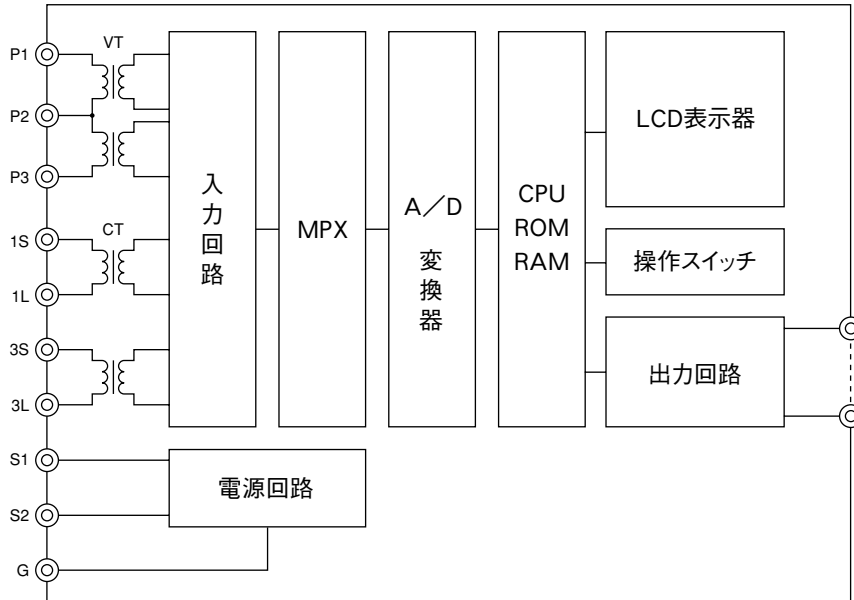 P1
VT
P2
P3
1S
CT
1L
3S
3L
S1
S2
G
入力回路
MPX
A/D
変換器
CPU
ROM
RAM
LCD表示器
操作スイッチ
出力回路
電源回路